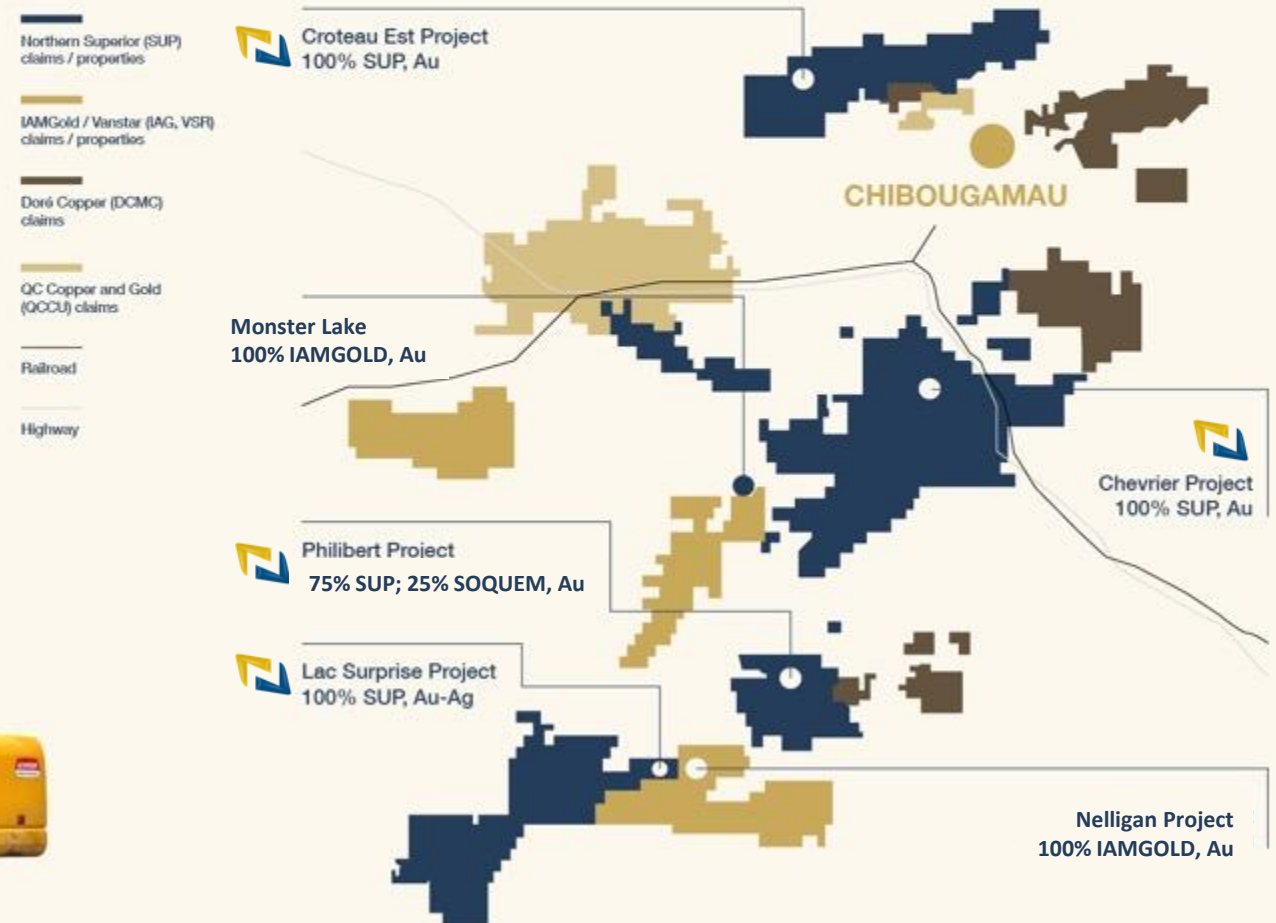 Northern Superior (SUP)
claims / properties
IAMGold / Vanstar (IAG, VSR)
claims / properties
Doré Copper (DCMC)
claims
QC Copper and Gold
(QCCU) claims
Railroad
Highway
Croteau Est Project
100% SUP, Au
CHIBOUGAMAU
Monster Lake
100% IAMGOLD, Au
Chevrier Project
100% SUP, Au
Philibert Project
75% SUP; 25% SOQUEM, Au
Lac Surprise Project
100% SUP, Au-Ag
Nelligan Project
100% IAMGOLD, Au